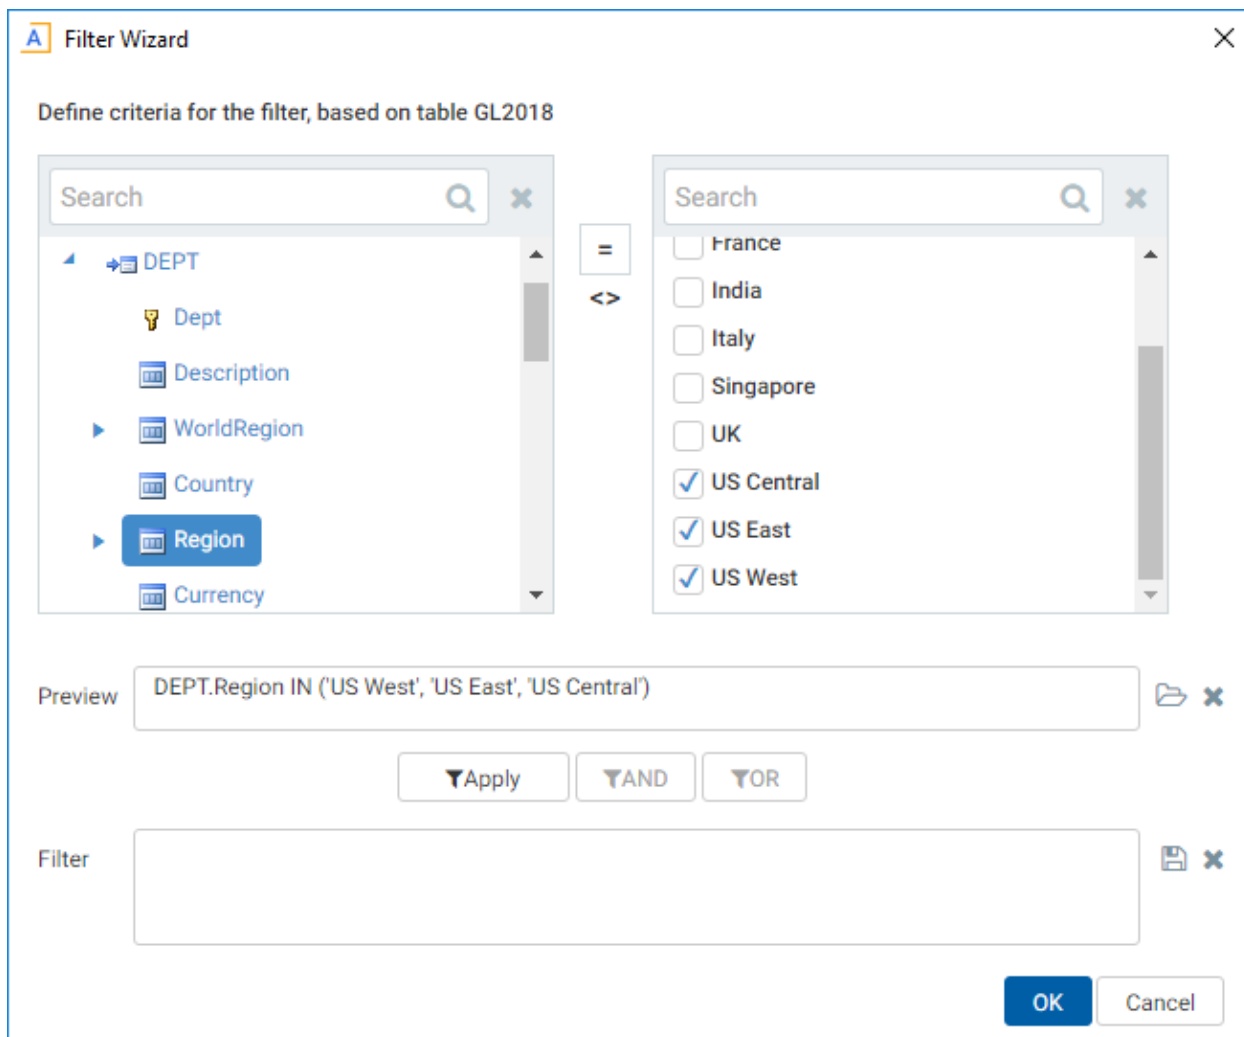 A Filter Wizard
Define criteria for the filter, based on table GL2018
Search
Search
DEPT
Dept
Description
WorldRegion
Country
Region
Currency
=
<>
France
India
Italy
Singapore
UK
US Central
US East
US West
Preview
DEPT.Region IN ('US West', 'US East', 'US Central')
Apply
AND
OR
Filter
OK
Cancel